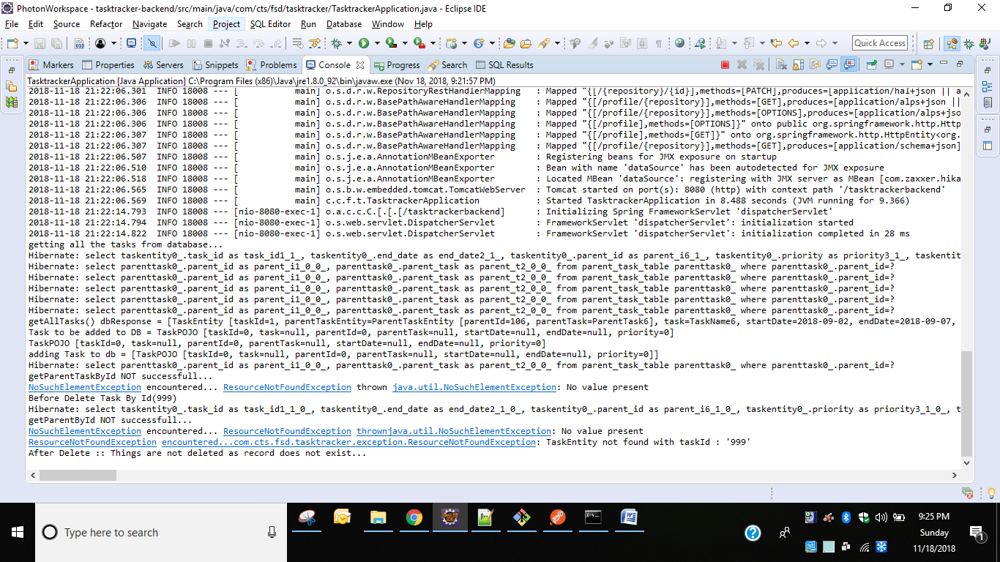 PhotonWorkspace - tasktracker-backend/src/main/java/com/cts/fsd/tasktracker/TasktrackerApplication.java - Eclipse IDE
File Edit Source Refactor Navigate Search Project SQL Editor Run Database Window Help
Quick Access
Markers Properties Servers Snippets Problems Console Progress Search SQL Results
TasktrackerApplication [Java Application] C:\Program Files (x86)\Java\jre1.8.0_92\bin\javaw.exe (Nov 18, 2018, 9:21:57 PM)
2018-11-18 21:22:06.301  INFO 18008 --- [           main] o.s.d.r.w.RepositoryRestHandlerMapping   : Mapped "{[/{repository}/{id}],methods=[PATCH],produces=[application/hal+json || a
2018-11-18 21:22:06.306  INFO 18008 --- [           main] o.s.d.r.w.BasePathAwareHandlerMapping    : Mapped "{[/profile/{repository}],methods=[GET],produces=[application/alps+json ||
2018-11-18 21:22:06.306  INFO 18008 --- [           main] o.s.d.r.w.BasePathAwareHandlerMapping    : Mapped "{[/profile/{repository}],methods=[OPTIONS],produces=[application/alps+jso
2018-11-18 21:22:06.306  INFO 18008 --- [           main] o.s.d.r.w.BasePathAwareHandlerMapping    : Mapped "{[/profile],methods=[OPTIONS]}" onto public org.springframework.http.Http
2018-11-18 21:22:06.307  INFO 18008 --- [           main] o.s.d.r.w.BasePathAwareHandlerMapping    : Mapped "{[/profile],methods=[GET]}" onto org.springframework.http.HttpEntity<org.
2018-11-18 21:22:06.307  INFO 18008 --- [           main] o.s.d.r.w.BasePathAwareHandlerMapping    : Mapped "{[/profile/{repository}],methods=[GET],produces=[application/schema+json]
2018-11-18 21:22:06.507  INFO 18008 --- [           main] o.s.j.e.a.AnnotationMBeanExporter        : Registering beans for JMX exposure on startup
2018-11-18 21:22:06.510  INFO 18008 --- [           main] o.s.j.e.a.AnnotationMBeanExporter        : Bean with name 'dataSource' has been autodetected for JMX exposure
2018-11-18 21:22:06.518  INFO 18008 --- [           main] o.s.j.e.a.AnnotationMBeanExporter        : Located MBean 'dataSource': registering with JMX server as MBean [com.zaxxer.hika
2018-11-18 21:22:06.565  INFO 18008 --- [           main] o.s.b.w.embedded.tomcat.TomcatWebServer  : Tomcat started on port(s): 8080 (http) with context path '/tasktrackerbackend'
2018-11-18 21:22:06.569  INFO 18008 --- [           main] c.c.f.t.TasktrackerApplication           : Started TasktrackerApplication in 8.488 seconds (JVM running for 9.366)
2018-11-18 21:22:14.793  INFO 18008 --- [nio-8080-exec-1] o.a.c.c.C.[.[.[/tasktrackerbackend]      : Initializing Spring FrameworkServlet 'dispatcherServlet'
2018-11-18 21:22:14.794  INFO 18008 --- [nio-8080-exec-1] o.s.web.servlet.DispatcherServlet        : FrameworkServlet 'dispatcherServlet': initialization started
2018-11-18 21:22:14.822  INFO 18008 --- [nio-8080-exec-1] o.s.web.servlet.DispatcherServlet        : FrameworkServlet 'dispatcherServlet': initialization completed in 28 ms
getting all the tasks from database...
Hibernate: select taskentity0_.task_id as task_id1_1_, taskentity0_.end_date as end_date2_1_, taskentity0_.parent_id as parent_i6_1_, taskentity0_.priority as priority3_1_, taskentit
Hibernate: select parenttask0_.parent_id as parent_i1_0_0_, parenttask0_.parent_task as parent_t2_0_0_ from parent_task_table parenttask0_ where parenttask0_.parent_id=?
Hibernate: select parenttask0_.parent_id as parent_i1_0_0_, parenttask0_.parent_task as parent_t2_0_0_ from parent_task_table parenttask0_ where parenttask0_.parent_id=?
Hibernate: select parenttask0_.parent_id as parent_i1_0_0_, parenttask0_.parent_task as parent_t2_0_0_ from parent_task_table parenttask0_ where parenttask0_.parent_id=?
Hibernate: select parenttask0_.parent_id as parent_i1_0_0_, parenttask0_.parent_task as parent_t2_0_0_ from parent_task_table parenttask0_ where parenttask0_.parent_id=?
Hibernate: select parenttask0_.parent_id as parent_i1_0_0_, parenttask0_.parent_task as parent_t2_0_0_ from parent_task_table parenttask0_ where parenttask0_.parent_id=?
getAllTasks() dbResponse = [TaskEntity [taskId=1, parentTaskEntity=ParentTaskEntity [parentId=106, parentTask=ParentTask6], task=TaskName6, startDate=2018-09-02, endDate=2018-09-07,
Task to be added to DB = TaskPOJO [taskId=0, task=null, parentId=0, parentTask=null, startDate=null, endDate=null, priority=0]
TaskPOJO [taskId=0, task=null, parentId=0, parentTask=null, startDate=null, endDate=null, priority=0]
adding Task to db = [TaskPOJO [taskId=0, task=null, parentId=0, parentTask=null, startDate=null, endDate=null, priority=0]]
Hibernate: select parenttask0_.parent_id as parent_i1_0_0_, parenttask0_.parent_task as parent_t2_0_0_ from parent_task_table parenttask0_ where parenttask0_.parent_id=?
getParentTaskById NOT successfull...
NoSuchElementException encountered... ResourceNotFoundException thrown java.util.NoSuchElementException: No value present
Before Delete Task By Id(999)
Hibernate: select taskentity0_.task_id as task_id1_1_0_, taskentity0_.end_date as end_date2_1_0_, taskentity0_.parent_id as parent_i6_1_0_, taskentity0_.priority as priority3_1_0_, t
getParentById NOT successfull...
NoSuchElementException encountered... ResourceNotFoundException thrownjava.util.NoSuchElementException: No value present
ResourceNotFoundException encountered...com.cts.fsd.tasktracker.exception.ResourceNotFoundException: TaskEntity not found with taskId : '999'
After Delete :: Things are not deleted as record does not exist...
Type here to search
9:25 PM
Sunday
11/18/2018
1